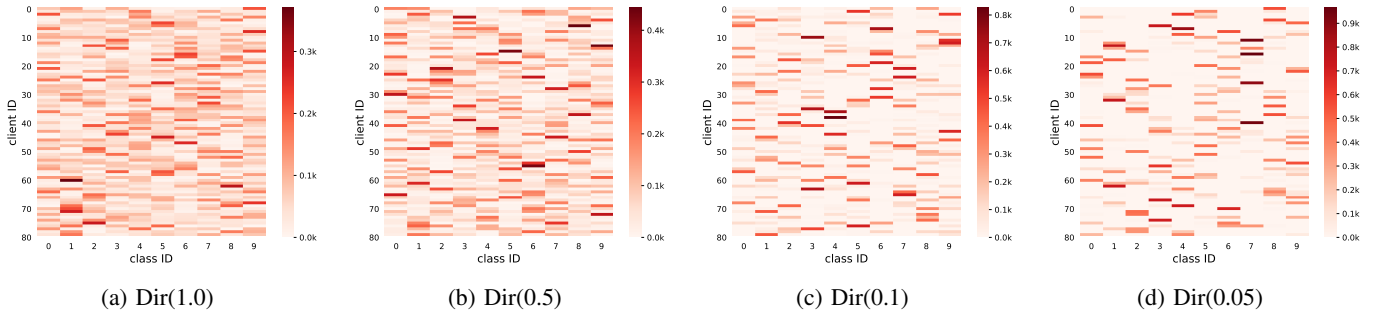 0
10
20
30
40
50
60
70
80
client ID
0 1 2 3 4 5 6 7 8 9
class ID
0.3k
0.2k
0.1k
0.0k
(a) Dir(1.0)
0
10
20
30
40
50
60
70
80
client ID
0 1 2 3 4 5 6 7 8 9
class ID
0.4k
0.2k
0.1k
0.0k
(b) Dir(0.5)
0
10
20
30
40
50
60
70
80
client ID
0 1 2 3 4 5 6 7 8 9
class ID
0.8k
0.7k
0.6k
0.5k
0.4k
0.3k
0.2k
0.1k
0.0k
(c) Dir(0.1)
0
10
20
30
40
50
60
70
80
client ID
0 1 2 3 4 5 6 7 8 9
class ID
0.9k
0.8k
0.7k
0.6k
0.5k
0.4k
0.3k
0.2k
0.1k
0.0k
(d) Dir(0.05)